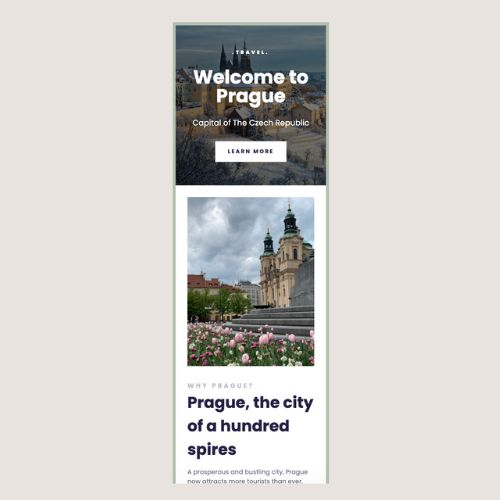 .TRAVEL.
Welcome to
Prague
Capital of The Czech Republic
LEARN MORE
WHY PRAGUE?
Prague, the city
of a hundred
spires
A prosperous and bustling city, Prague
now attracts more tourists than ever.